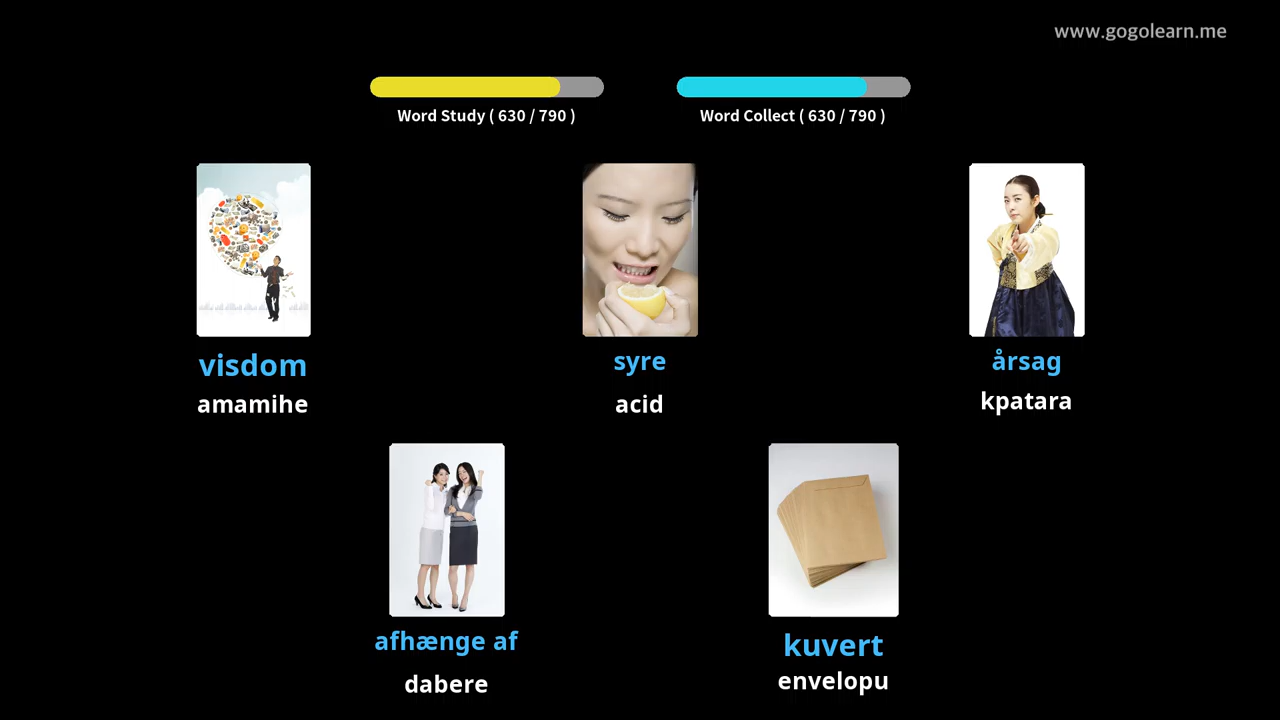 www.gogolearn.me
Word Study ( 630 / 790 )
Word Collect ( 630 / 790 )
visdom
amamihe
syre
acid
årsag
kpatara
afhænge af
dabere
kuvert
envelopu